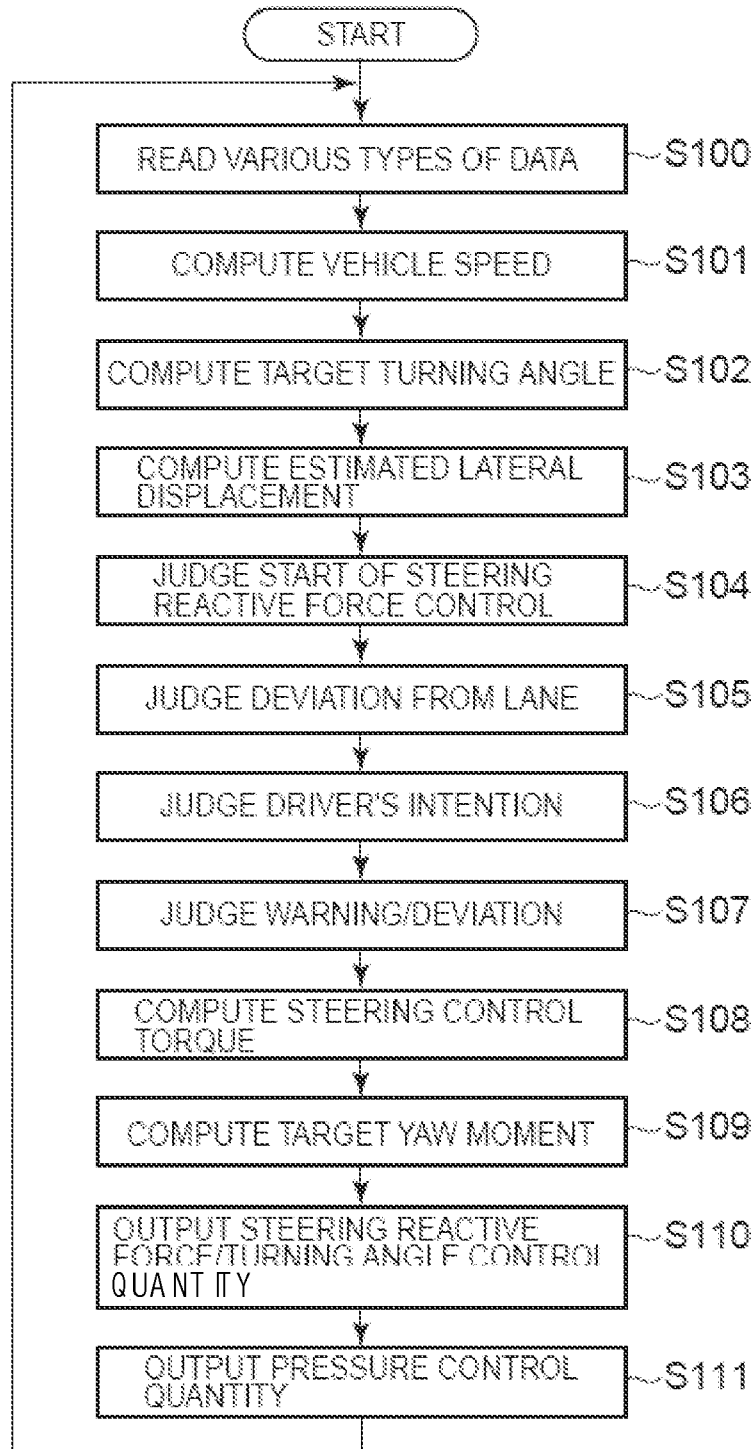 START
READ VARIOUS TYPES OF DATA
S100
COMPUTE VEHICLE SPEED
S101
COMPUTE TARGET TURNING ANGLE
S102
COMPUTE ESTIMATED LATERAL
DISPLACEMENT
S103
JUDGE START OF STEERING
REACTIVE FORCE CONTROL
S104
JUDGE DEVIATION FROM LANE
S105
JUDGE DRIVER'S INTENTION
S106
JUDGE WARNING/DEVIATION
S107
COMPUTE STEERING CONTROL
TORQUE
S108
COMPUTE TARGET YAW MOMENT
S109
OUTPUT STEERING REACTIVE
FORCE/TURNING ANGLE CONTROL
QUANTITY
S110
OUTPUT PRESSURE CONTROL
QUANTITY
S111